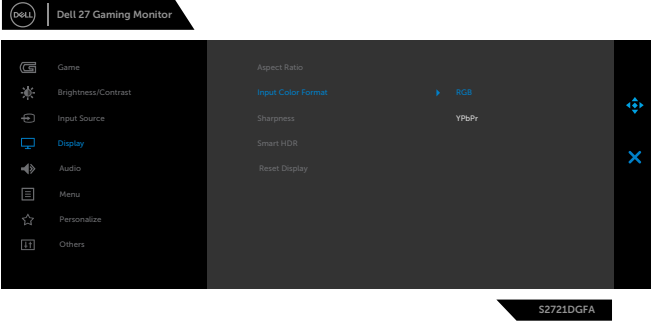 DELL
Dell 27 Gaming Monitor
Game
Aspect Ratio
Brightness/Contrast
Input Color Format
RGB
Input Source
Sharpness
YPbPr
Display
Smart HDR
Audio
Reset Display
Menu
Personalize
Others
S2721DGFA